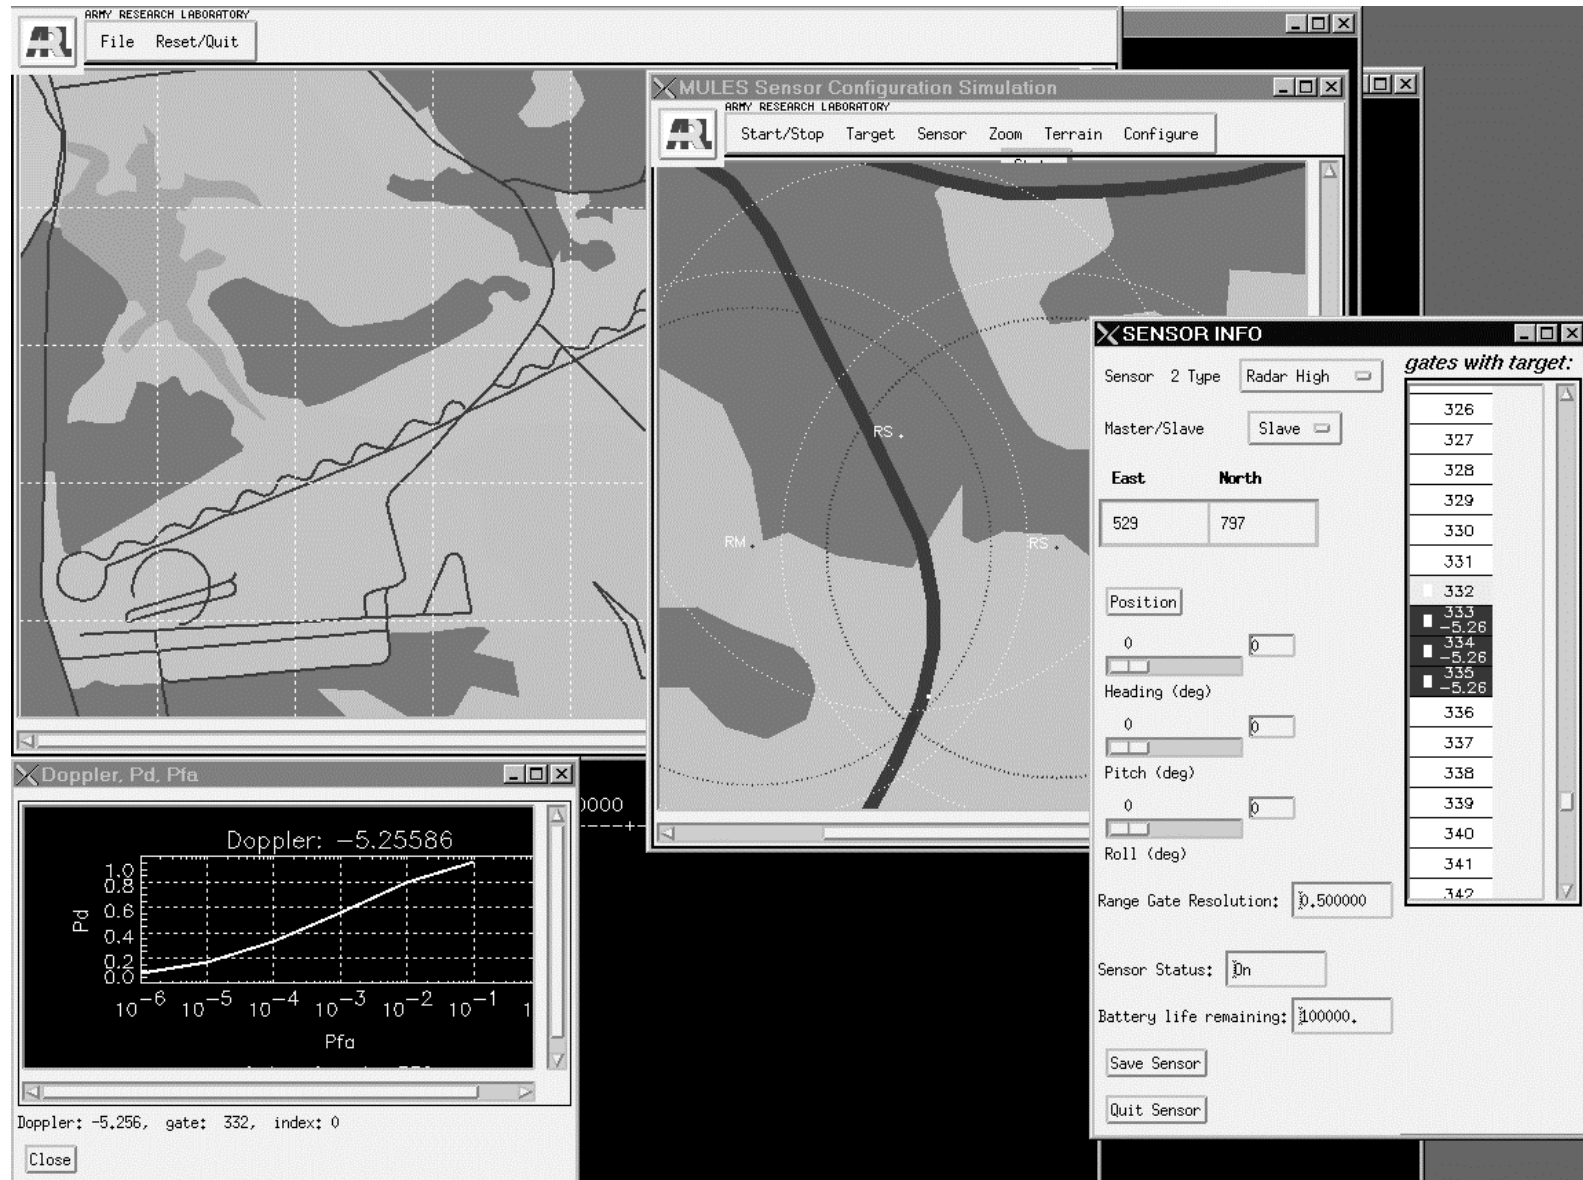 ARMY RESEARCH LABORATORY
ARL
File Reset/Quit
MULES Sensor Configuration Simulation
ARMY RESEARCH LABORATORY
ARL
Start/Stop Target Sensor Zoom Terrain Configure
RS
RM
RS
SENSOR INFO
Sensor 2 Type Radar High
Master/Slave Slave
East North
529 797
Position
0 0
Heading (deg)
0 0
Pitch (deg)
0 0
Roll (deg)
Range Gate Resolution: 0.500000
Sensor Status: On
Battery life remaining: 100000.
Save Sensor
Quit Sensor
gates with target:
326
327
328
329
330
331
332
333
-5.26
334
-5.26
335
-5.26
336
337
338
339
340
341
342
Doppler, Pd, Pfa
Doppler: -5.25586
Pd
1.0
0.8
0.6
0.4
0.2
0.0
10^-6 10^-5 10^-4 10^-3 10^-2 10^-1 1
Pfa
Doppler: -5.256, gate: 332, index: 0
Close
0000